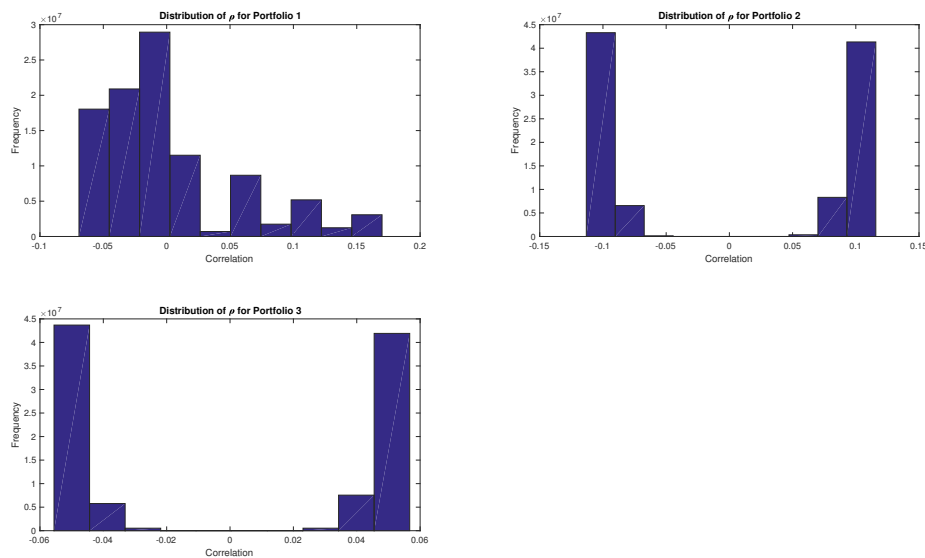 Distribution of ρ for Portfolio 1
×10^7
3
2.5
2
1.5
1
0.5
0
Frequency
-0.1 -0.05 0 0.05 0.1 0.15 0.2
Correlation
Distribution of ρ for Portfolio 2
×10^7
4.5
4
3.5
3
2.5
2
1.5
1
0.5
0
Frequency
-0.15 -0.1 -0.05 0 0.05 0.1 0.15
Correlation
Distribution of ρ for Portfolio 3
×10^7
4.5
4
3.5
3
2.5
2
1.5
1
0.5
0
Frequency
-0.06 -0.04 -0.02 0 0.02 0.04 0.06
Correlation